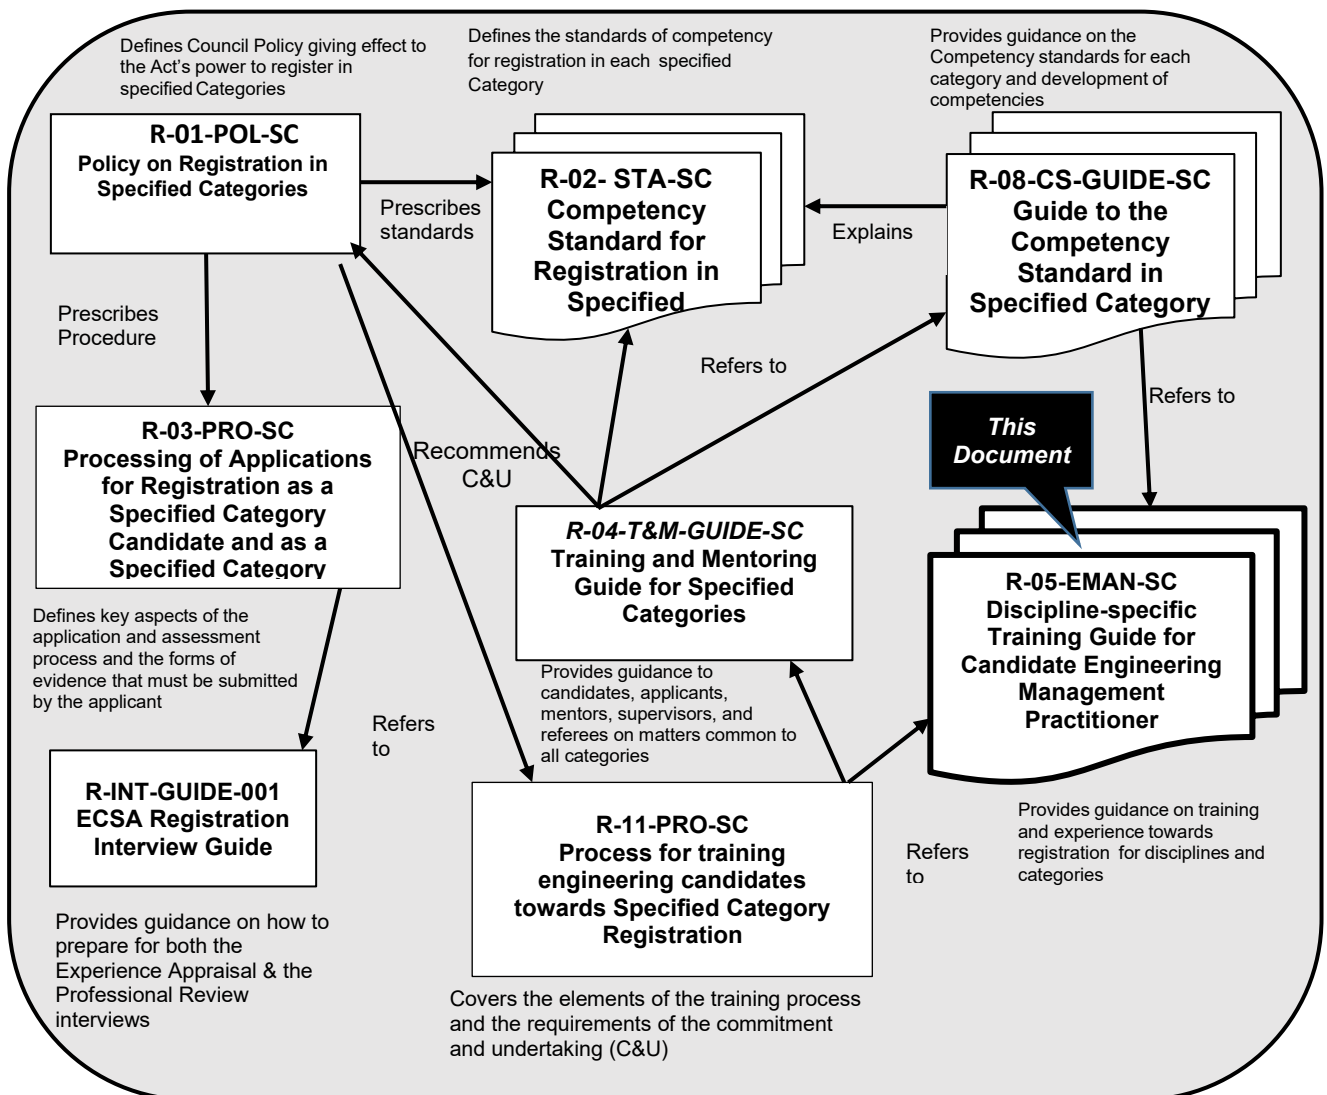 Defines Council Policy giving effect to
the Act's power to register in
specified Categories
Defines the standards of competency
for registration in each specified
Category
Provides guidance on the
Competency standards for each
category and development of
competencies
R-01-POL-SC
Policy on Registration in
Specified Categories
Prescribes
standards
R-02- STA-SC
Competency
Standard for
Registration in
Specified
Explains
R-08-CS-GUIDE-SC
Guide to the
Competency
Standard in
Specified Category
Prescribes
Procedure
Refers to
Refers to
This
Document
R-03-PRO-SC
Processing of Applications
for Registration as a
Specified Category
Candidate and as a
Specified Category
Recommends
C&U
R-04-T&M-GUIDE-SC
Training and Mentoring
Guide for Specified
Categories
R-05-EMAN-SC
Discipline-specific
Training Guide for
Candidate Engineering
Management
Practitioner
Defines key aspects of the
application and assessment
process and the forms of
evidence that must be submitted
by the applicant
Refers
to
Provides guidance to
candidates, applicants,
mentors, supervisors, and
referees on matters common to
all categories
R-INT-GUIDE-001
ECSA Registration
Interview Guide
R-11-PRO-SC
Process for training
engineering candidates
towards Specified Category
Registration
Refers
to
Provides guidance on training
and experience towards
registration for disciplines and
categories
Provides guidance on how to
prepare for both the
Experience Appraisal & the
Professional Review
interviews
Covers the elements of the training process
and the requirements of the commitment
and undertaking (C&U)